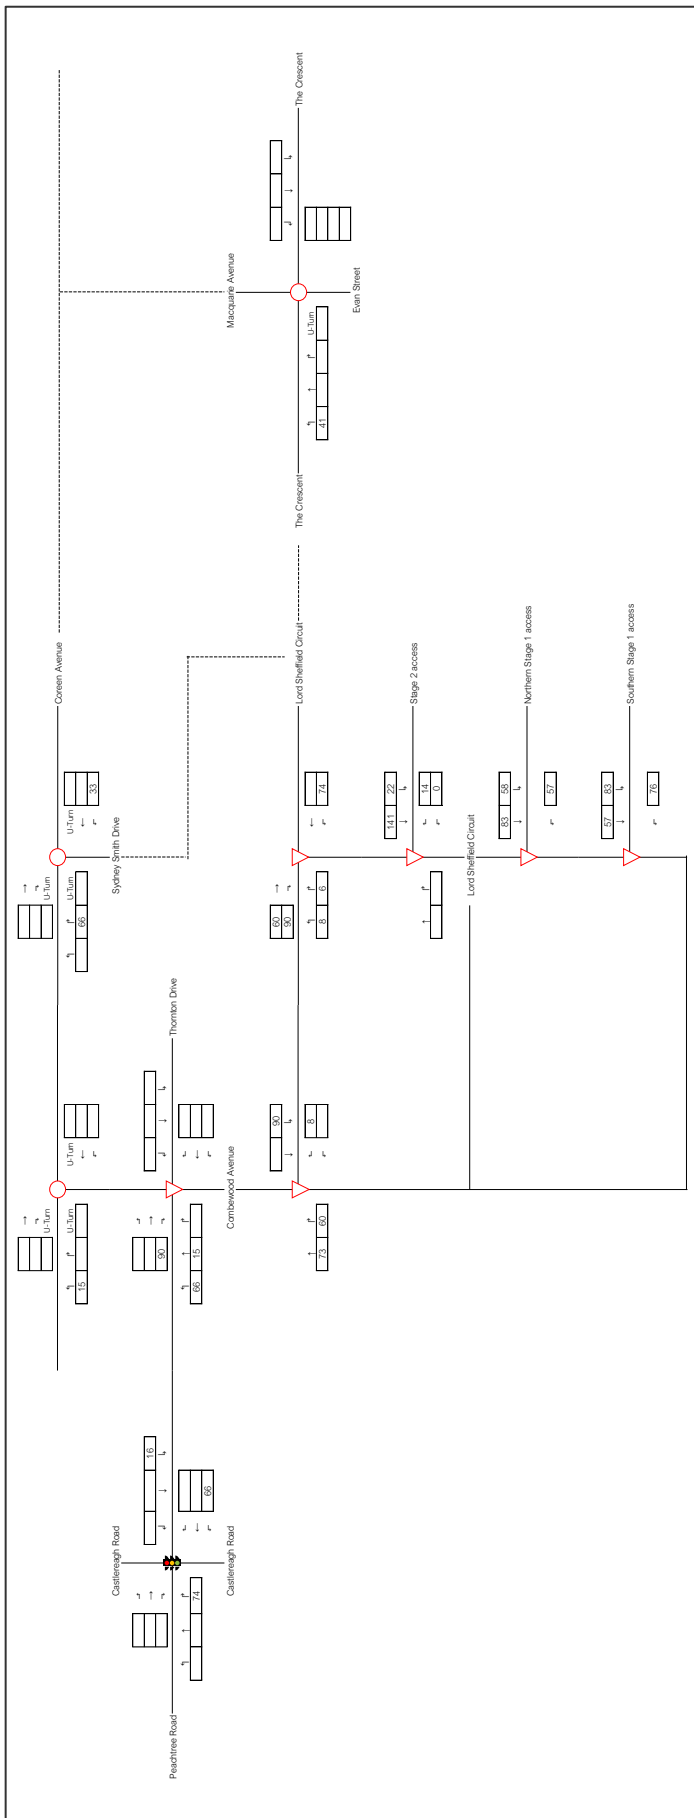 U-Turn
U-Turn
Coreen Avenue
U-Turn
U-Turn
U-Turn
U-Turn
15
66
33
Castlereagh Road
Sydney Smith Drive
16
90
Peachtree Road
Thornton Drive
74
66 15
66
Castlereagh Road
Combewood Avenue
Macquarie Avenue
90
60
90
Lord Sheffield Circuit
The Crescent
The Crescent
8
U-Turn
73 60
8 6
74
41
Evan Street
141 22
Stage 2 access
14
0
Lord Sheffield Circuit
83 58
Northern Stage 1 access
57
57 83
Southern Stage 1 access
76